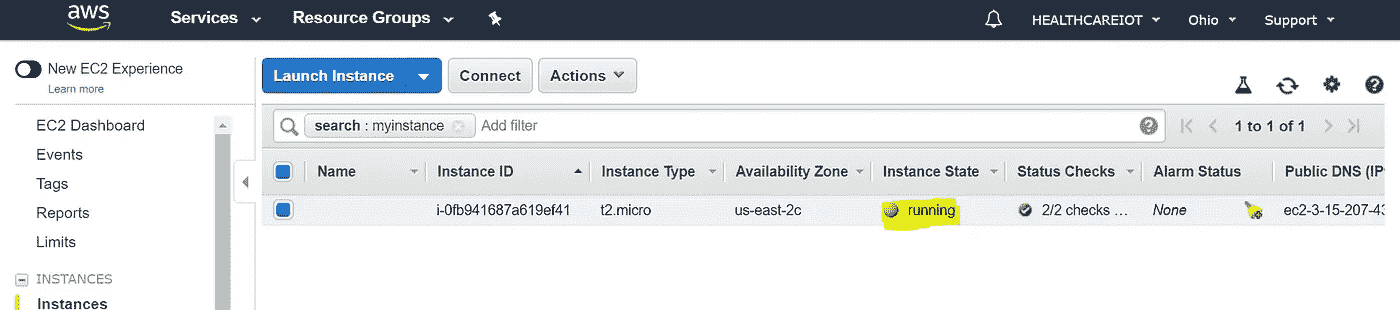 aws Services Resource Groups HEALTHCAREIOT Ohio Support
New EC2 Experience
Learn more
EC2 Dashboard
Events
Tags
Reports
Limits
INSTANCES
Instances
Launch Instance Connect Actions
search : myinstance Add filter 1 to 1 of 1
Name Instance ID Instance Type Availability Zone Instance State Status Checks Alarm Status Public DNS (IP
i-0fb941687a619ef41 t2.micro us-east-2c running 2/2 checks ... None ec2-3-15-207-43